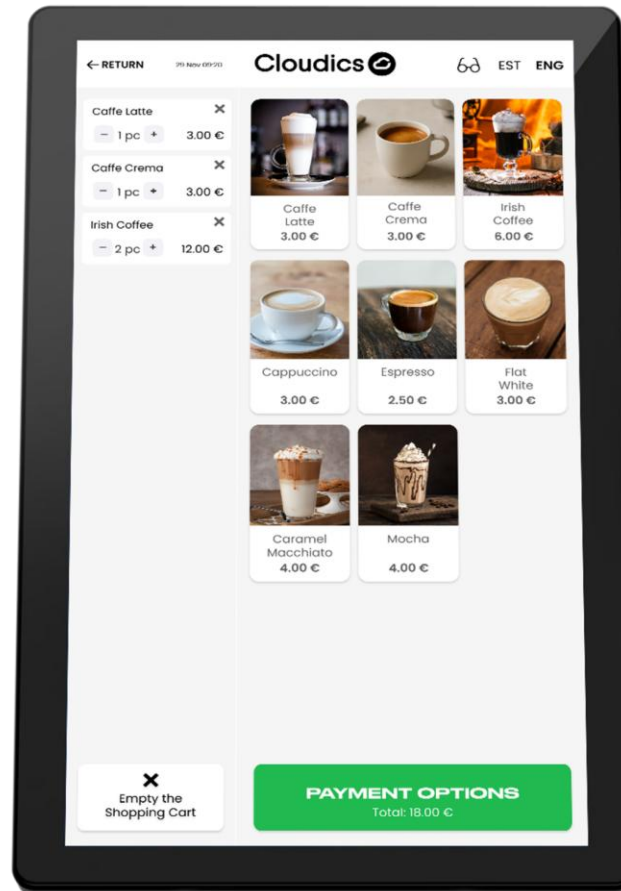 ← RETURN
29 Nov 09:20
Cloudics
EST
ENG
Caffe Latte
− 1 pc + 3.00 €
Caffe Crema
− 1 pc + 3.00 €
Irish Coffee
− 2 pc + 12.00 €
Caffe
Latte
3.00 €
Caffe
Crema
3.00 €
Irish
Coffee
6.00 €
Cappuccino
3.00 €
Espresso
2.50 €
Flat
White
3.00 €
Caramel
Macchiato
4.00 €
Mocha
4.00 €
Empty the
Shopping Cart
PAYMENT OPTIONS
Total: 18.00 €